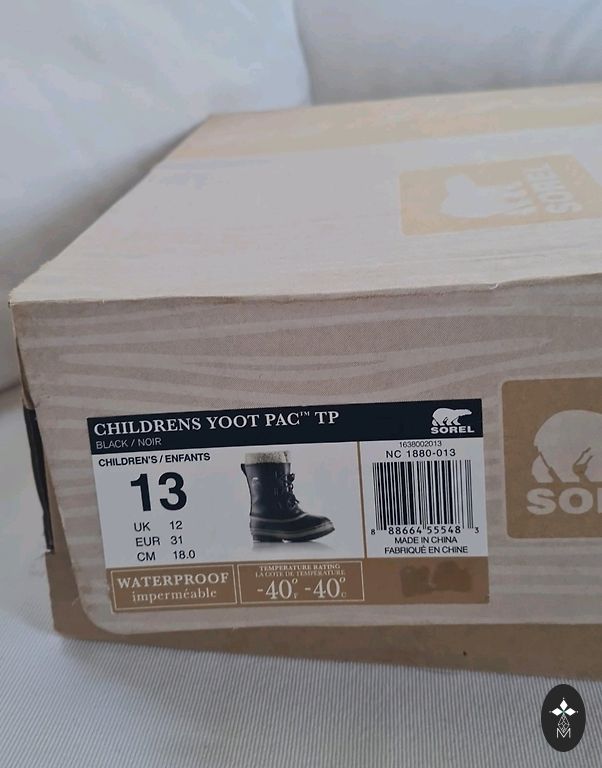 SOREL
CHILDRENS YOOT PAC™ TP
BLACK / NOIR
SOREL
CHILDREN'S / ENFANTS
13
UK 12
EUR 31
CM 18.0
1638002013
NC 1880-013
8 88664 55548 3
MADE IN CHINA
FABRIQUÉ EN CHINE
WATERPROOF
imperméable
TEMPERATURE RATING
LA COTE DE TEMPÉRATURE
-40°F -40°C
SOREL
M